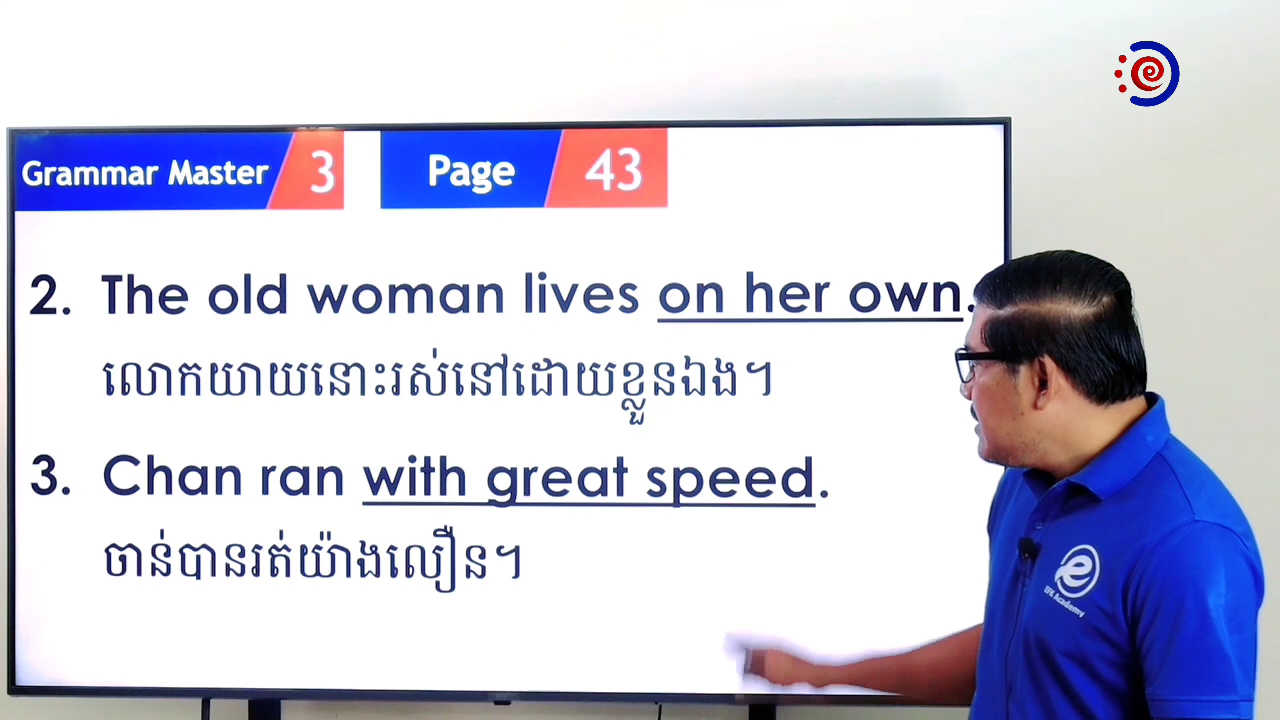 Grammar Master 3
Page 43
2. The old woman lives on her own.
លោកយាយនោះរស់នៅដោយខ្លួនឯង។
3. Chan ran with great speed.
ចាន់បានរត់យ៉ាងលឿន។
e
EFK Academy